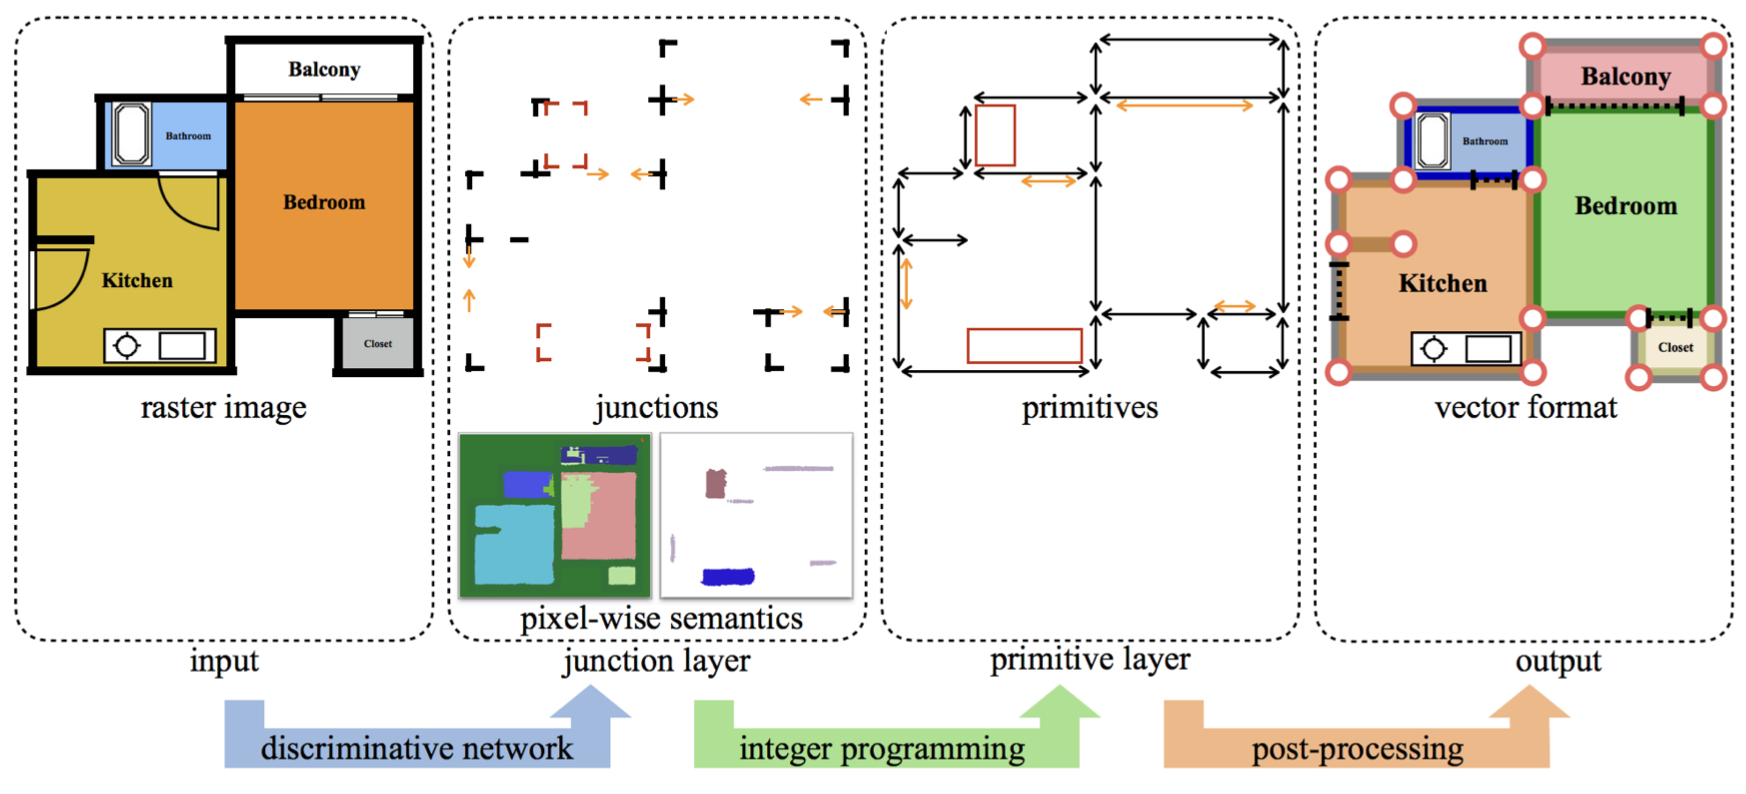 Balcony
Bathroom
Bedroom
Kitchen
Closet
raster image
input
junctions
pixel-wise semantics
junction layer
primitives
primitive layer
Balcony
Bathroom
Bedroom
Kitchen
Closet
vector format
output
discriminative network
integer programming
post-processing